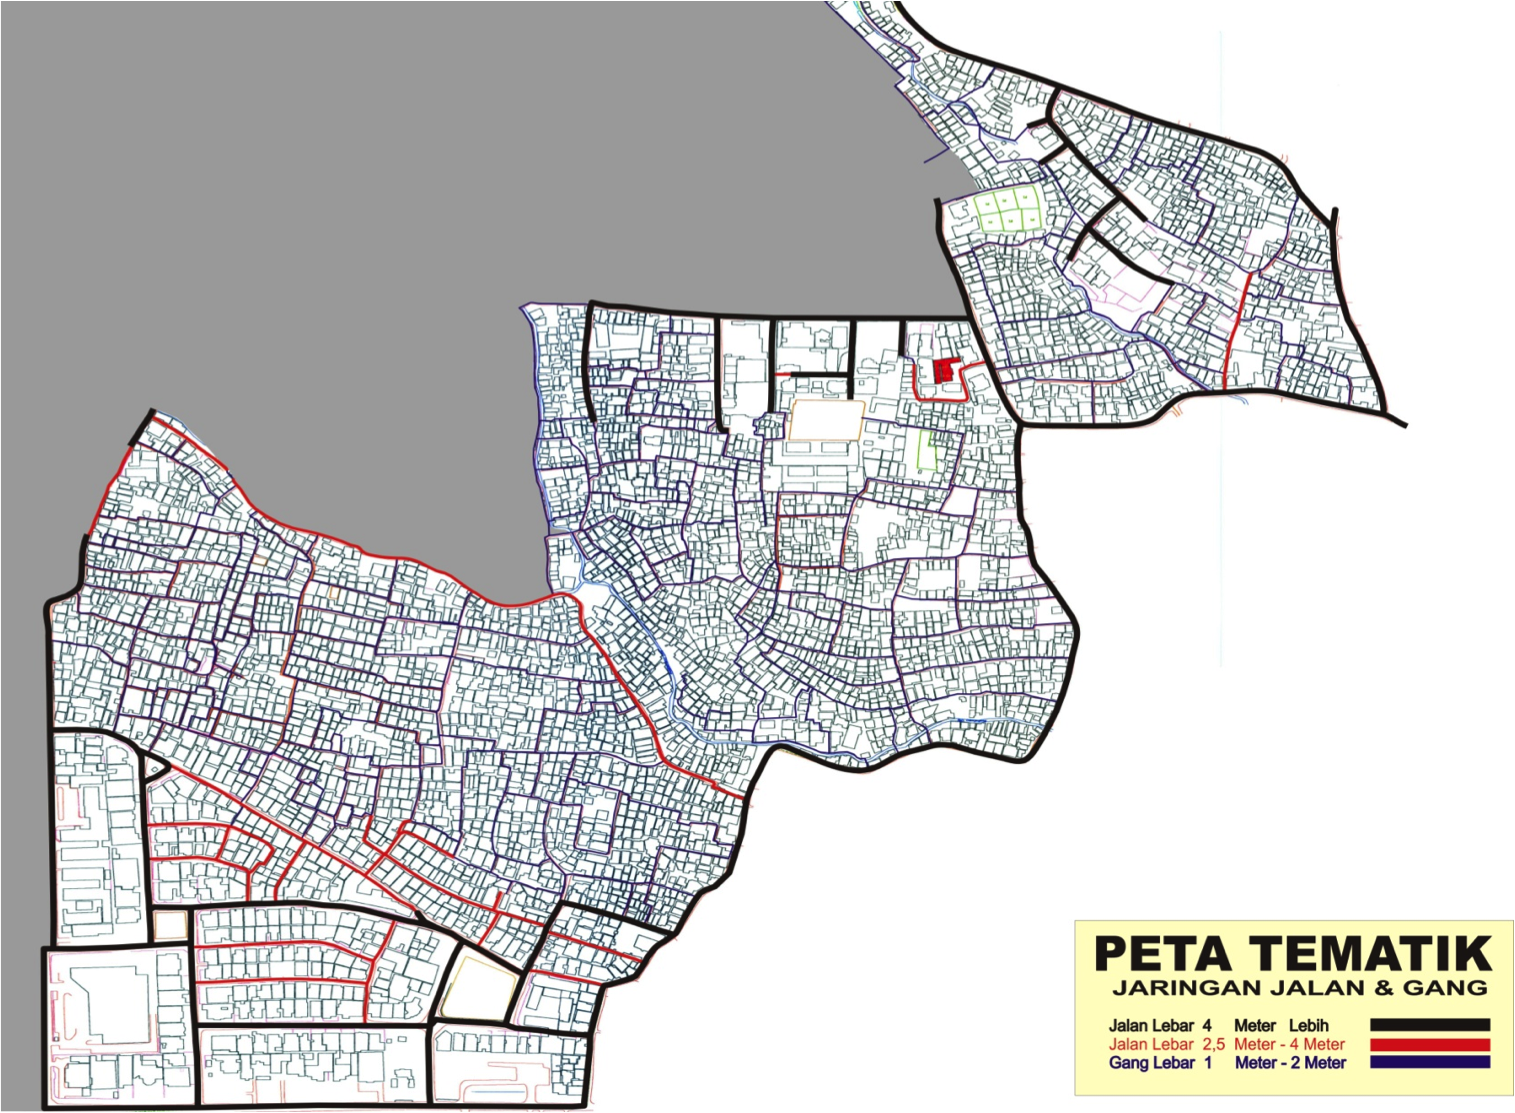 PETA TEMATIK
JARINGAN JALAN & GANG
Jalan Lebar 4 Meter Lebih
Jalan Lebar 2,5 Meter - 4 Meter
Gang Lebar 1 Meter - 2 Meter